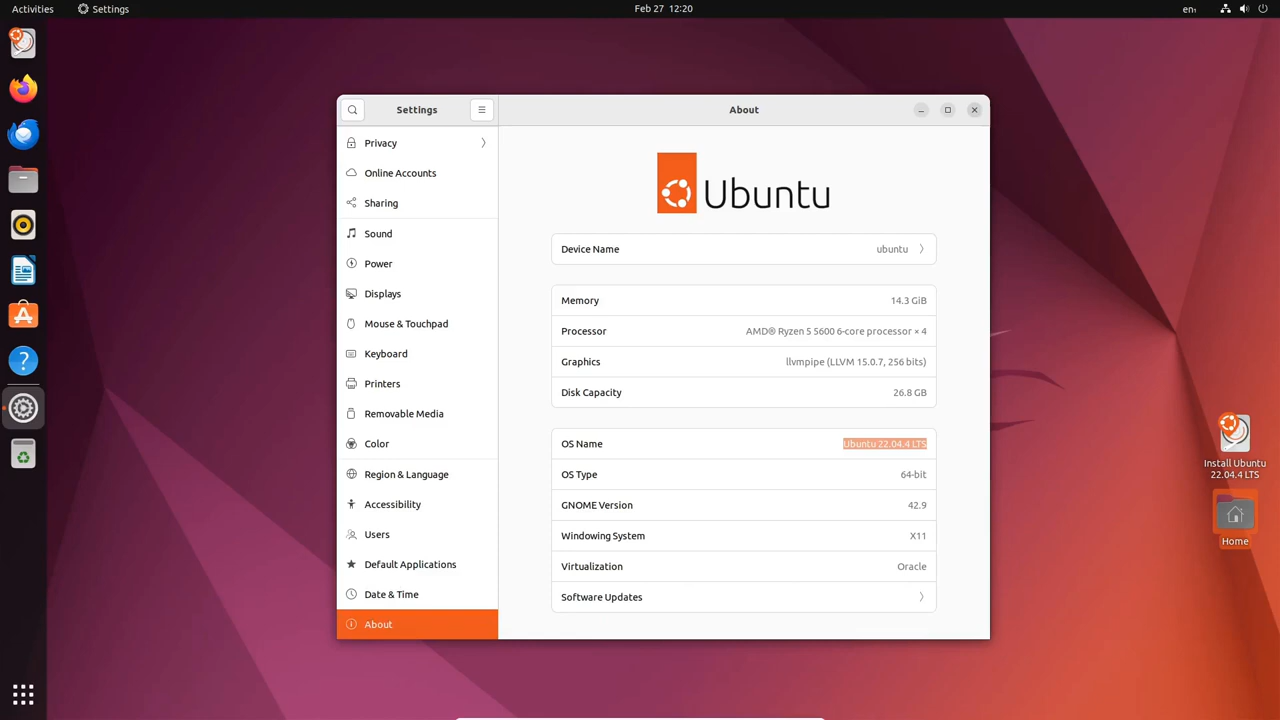 Activities Settings Feb 27 12:20 en₁
Settings About
Privacy
Online Accounts
Sharing
Sound
Power
Displays
Mouse & Touchpad
Keyboard
Printers
Removable Media
Color
Region & Language
Accessibility
Users
Default Applications
Date & Time
About
Ubuntu
Device Name ubuntu
Memory 14.3 GiB
Processor AMD® Ryzen 5 5600 6-core processor × 4
Graphics llvmpipe (LLVM 15.0.7, 256 bits)
Disk Capacity 26.8 GB
OS Name Ubuntu 22.04.4 LTS
OS Type 64-bit
GNOME Version 42.9
Windowing System X11
Virtualization Oracle
Software Updates
Install Ubuntu
22.04.4 LTS
Home